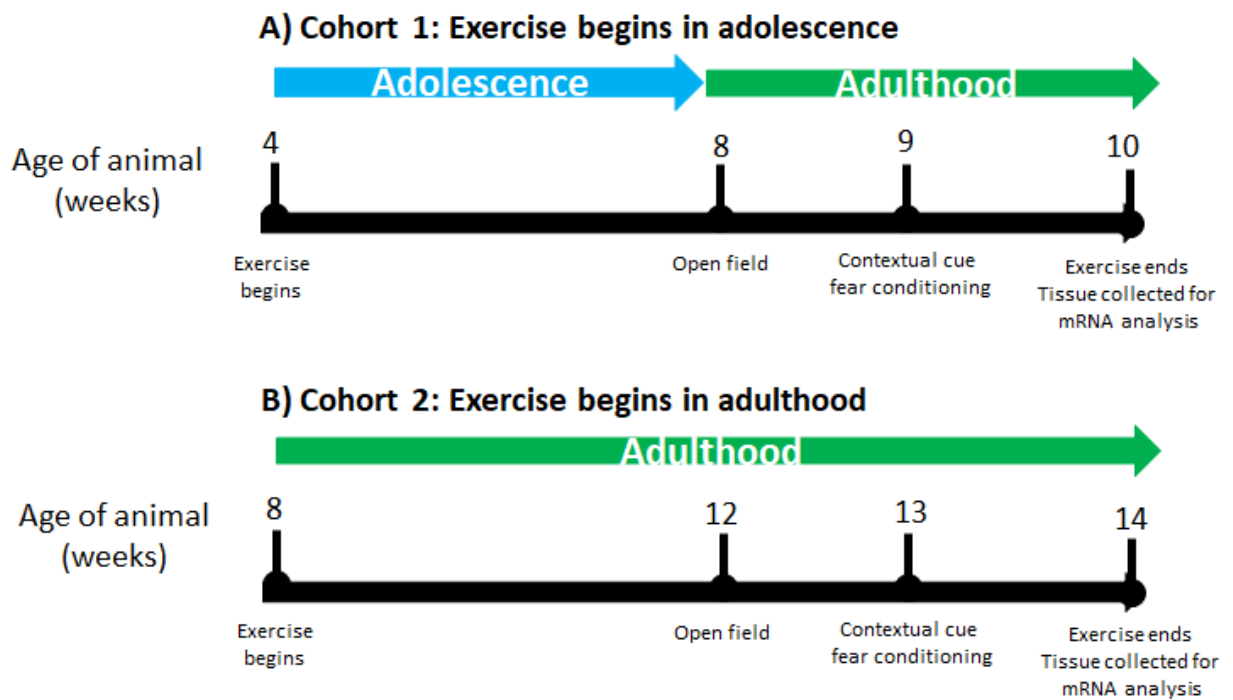 A) Cohort 1: Exercise begins in adolescence
Adolescence
Adulthood
Age of animal
(weeks)
4
8
9
10
Exercise
begins
Open field
Contextual cue
fear conditioning
Exercise ends
Tissue collected for
mRNA analysis
B) Cohort 2: Exercise begins in adulthood
Adulthood
Age of animal
(weeks)
8
12
13
14
Exercise
begins
Open field
Contextual cue
fear conditioning
Exercise ends
Tissue collected for
mRNA analysis